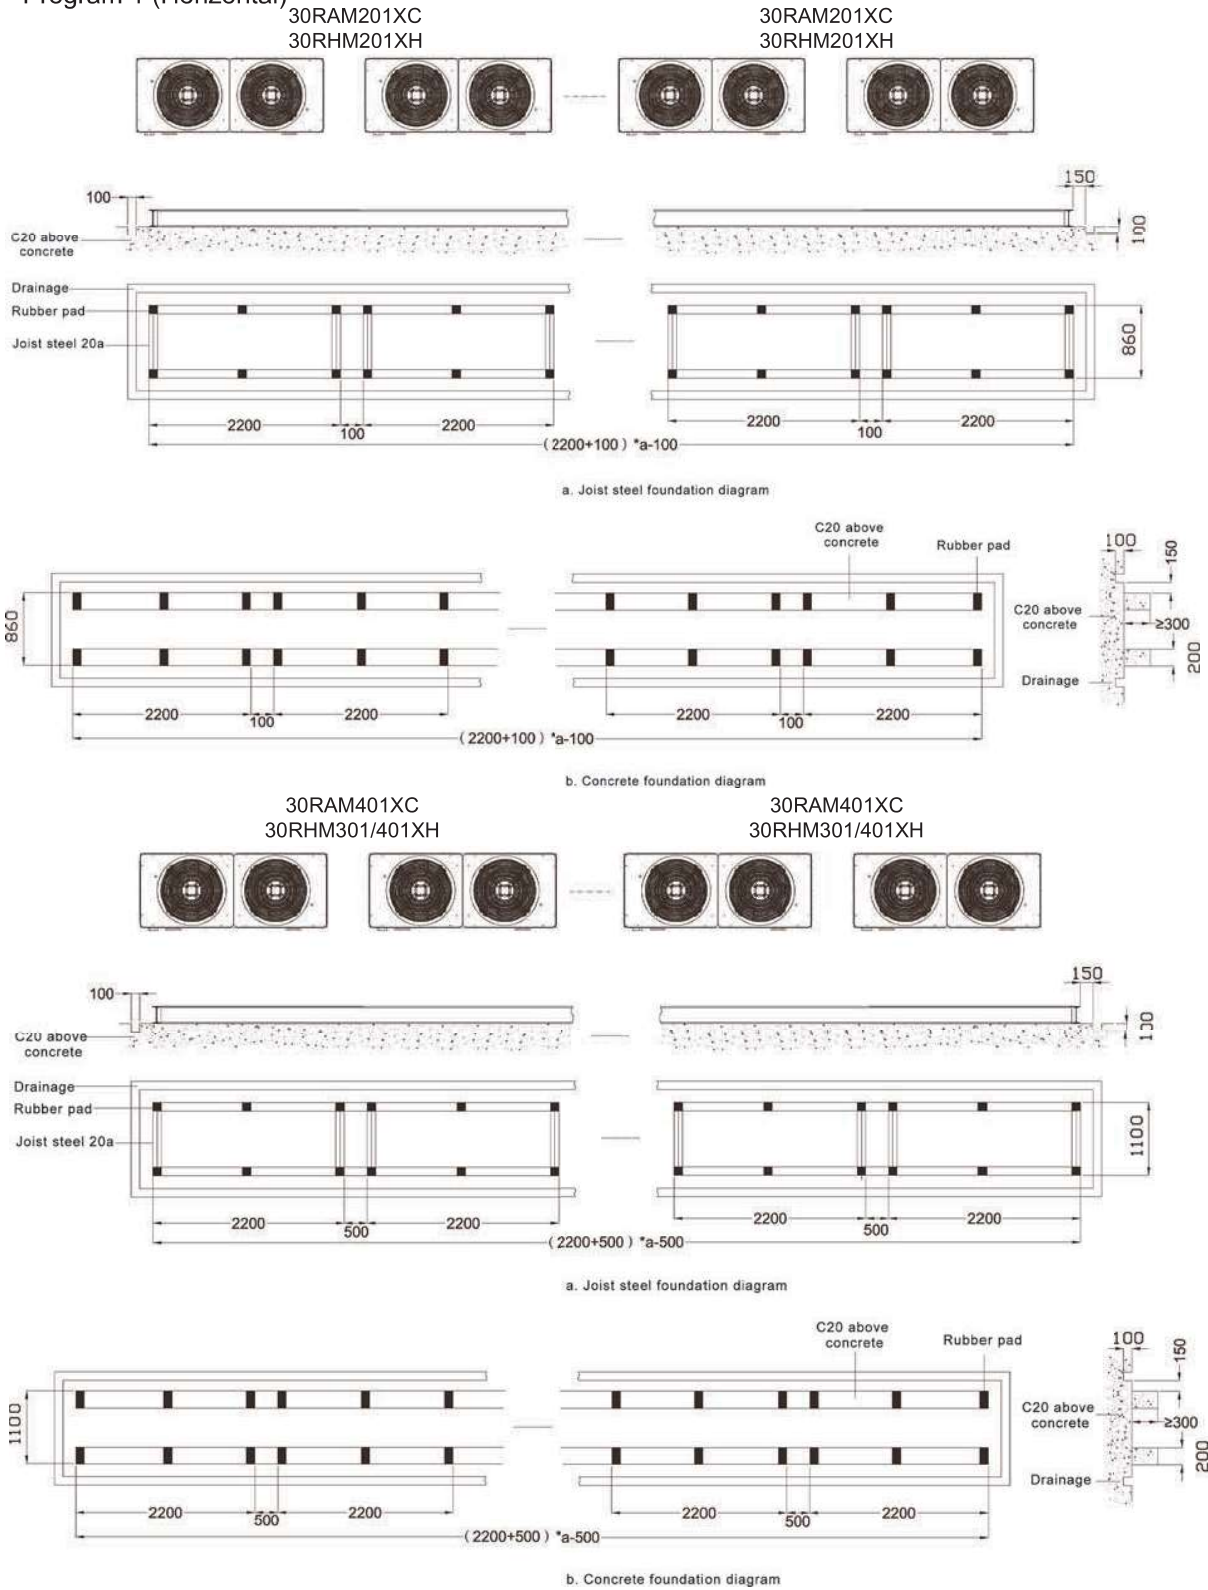 Program 1 (Horizontal)
30RAM201XC
30RHM201XH
30RAM201XC
30RHM201XH
100
150
100
C20 above
concrete
Drainage
Rubber pad
Joist steel 20a
860
2200
100
2200
2200
100
2200
(2200+100) *a-100
a. Joist steel foundation diagram
C20 above
concrete
Rubber pad
100
150
860
C20 above
concrete
≥300
200
Drainage
2200
100
2200
2200
100
2200
(2200+100) *a-100
b. Concrete foundation diagram
30RAM401XC
30RHM301/401XH
30RAM401XC
30RHM301/401XH
100
150
100
C20 above
concrete
Drainage
Rubber pad
Joist steel 20a
1100
2200
500
2200
2200
500
2200
(2200+500) *a-500
a. Joist steel foundation diagram
C20 above
concrete
Rubber pad
100
150
1100
C20 above
concrete
≥300
200
Drainage
2200
500
2200
2200
500
2200
(2200+500) *a-500
b. Concrete foundation diagram